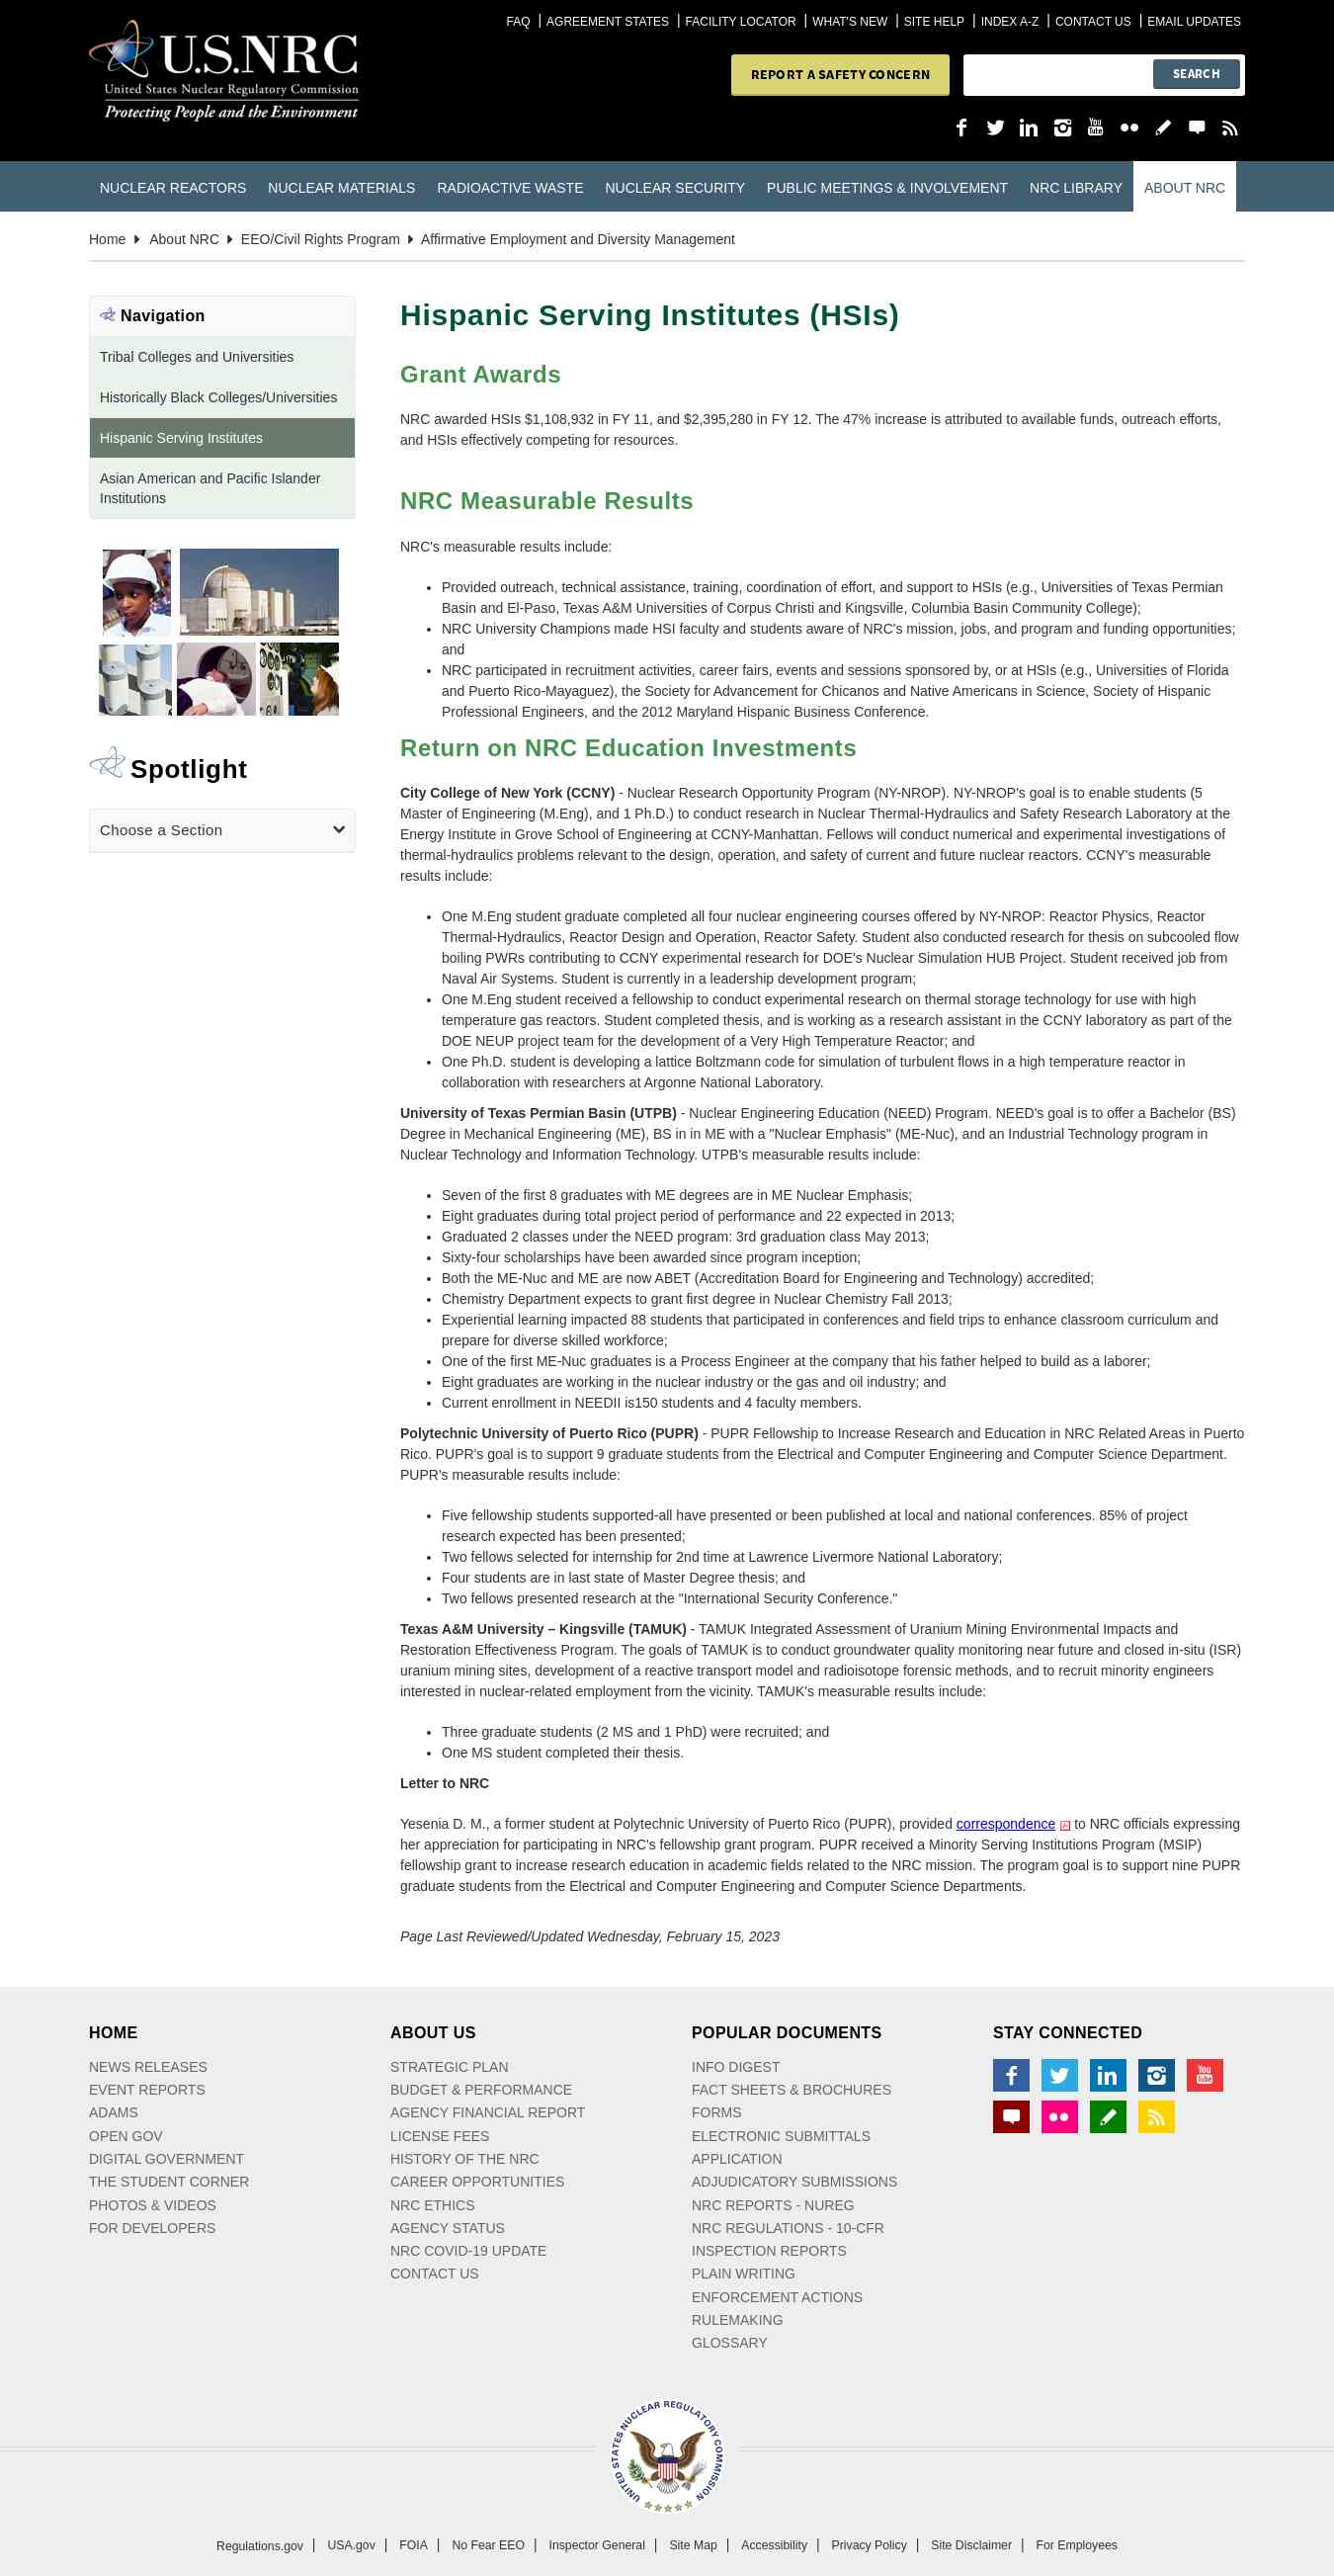 FAQ | AGREEMENT STATES | FACILITY LOCATOR | WHAT'S NEW | SITE HELP | INDEX A-Z | CONTACT US | EMAIL UPDATES
U.S.NRC
United States Nuclear Regulatory Commission
Protecting People and the Environment
REPORT A SAFETY CONCERN
SEARCH
NUCLEAR REACTORS NUCLEAR MATERIALS RADIOACTIVE WASTE NUCLEAR SECURITY PUBLIC MEETINGS & INVOLVEMENT NRC LIBRARY ABOUT NRC
Home About NRC EEO/Civil Rights Program Affirmative Employment and Diversity Management
Navigation
Tribal Colleges and Universities
Historically Black Colleges/Universities
Hispanic Serving Institutes
Asian American and Pacific Islander
Institutions
Spotlight
Choose a Section
Hispanic Serving Institutes (HSIs)
Grant Awards
NRC awarded HSIs $1,108,932 in FY 11, and $2,395,280 in FY 12. The 47% increase is attributed to available funds, outreach efforts,
and HSIs effectively competing for resources.
NRC Measurable Results
NRC's measurable results include:
• Provided outreach, technical assistance, training, coordination of effort, and support to HSIs (e.g., Universities of Texas Permian
Basin and El-Paso, Texas A&M Universities of Corpus Christi and Kingsville, Columbia Basin Community College);
• NRC University Champions made HSI faculty and students aware of NRC's mission, jobs, and program and funding opportunities;
and
• NRC participated in recruitment activities, career fairs, events and sessions sponsored by, or at HSIs (e.g., Universities of Florida
and Puerto Rico-Mayaguez), the Society for Advancement for Chicanos and Native Americans in Science, Society of Hispanic
Professional Engineers, and the 2012 Maryland Hispanic Business Conference.
Return on NRC Education Investments
City College of New York (CCNY) - Nuclear Research Opportunity Program (NY-NROP). NY-NROP's goal is to enable students (5
Master of Engineering (M.Eng), and 1 Ph.D.) to conduct research in Nuclear Thermal-Hydraulics and Safety Research Laboratory at the
Energy Institute in Grove School of Engineering at CCNY-Manhattan. Fellows will conduct numerical and experimental investigations of
thermal-hydraulics problems relevant to the design, operation, and safety of current and future nuclear reactors. CCNY's measurable
results include:
• One M.Eng student graduate completed all four nuclear engineering courses offered by NY-NROP: Reactor Physics, Reactor
Thermal-Hydraulics, Reactor Design and Operation, Reactor Safety. Student also conducted research for thesis on subcooled flow
boiling PWRs contributing to CCNY experimental research for DOE's Nuclear Simulation HUB Project. Student received job from
Naval Air Systems. Student is currently in a leadership development program;
• One M.Eng student received a fellowship to conduct experimental research on thermal storage technology for use with high
temperature gas reactors. Student completed thesis, and is working as a research assistant in the CCNY laboratory as part of the
DOE NEUP project team for the development of a Very High Temperature Reactor; and
• One Ph.D. student is developing a lattice Boltzmann code for simulation of turbulent flows in a high temperature reactor in
collaboration with researchers at Argonne National Laboratory.
University of Texas Permian Basin (UTPB) - Nuclear Engineering Education (NEED) Program. NEED's goal is to offer a Bachelor (BS)
Degree in Mechanical Engineering (ME), BS in in ME with a "Nuclear Emphasis" (ME-Nuc), and an Industrial Technology program in
Nuclear Technology and Information Technology. UTPB's measurable results include:
• Seven of the first 8 graduates with ME degrees are in ME Nuclear Emphasis;
• Eight graduates during total project period of performance and 22 expected in 2013;
• Graduated 2 classes under the NEED program: 3rd graduation class May 2013;
• Sixty-four scholarships have been awarded since program inception;
• Both the ME-Nuc and ME are now ABET (Accreditation Board for Engineering and Technology) accredited;
• Chemistry Department expects to grant first degree in Nuclear Chemistry Fall 2013;
• Experiential learning impacted 88 students that participated in conferences and field trips to enhance classroom curriculum and
prepare for diverse skilled workforce;
• One of the first ME-Nuc graduates is a Process Engineer at the company that his father helped to build as a laborer;
• Eight graduates are working in the nuclear industry or the gas and oil industry; and
• Current enrollment in NEEDII is150 students and 4 faculty members.
Polytechnic University of Puerto Rico (PUPR) - PUPR Fellowship to Increase Research and Education in NRC Related Areas in Puerto
Rico. PUPR's goal is to support 9 graduate students from the Electrical and Computer Engineering and Computer Science Department.
PUPR's measurable results include:
• Five fellowship students supported-all have presented or been published at local and national conferences. 85% of project
research expected has been presented;
• Two fellows selected for internship for 2nd time at Lawrence Livermore National Laboratory;
• Four students are in last state of Master Degree thesis; and
• Two fellows presented research at the "International Security Conference."
Texas A&M University – Kingsville (TAMUK) - TAMUK Integrated Assessment of Uranium Mining Environmental Impacts and
Restoration Effectiveness Program. The goals of TAMUK is to conduct groundwater quality monitoring near future and closed in-situ (ISR)
uranium mining sites, development of a reactive transport model and radioisotope forensic methods, and to recruit minority engineers
interested in nuclear-related employment from the vicinity. TAMUK's measurable results include:
• Three graduate students (2 MS and 1 PhD) were recruited; and
• One MS student completed their thesis.
Letter to NRC
Yesenia D. M., a former student at Polytechnic University of Puerto Rico (PUPR), provided correspondence to NRC officials expressing
her appreciation for participating in NRC's fellowship grant program. PUPR received a Minority Serving Institutions Program (MSIP)
fellowship grant to increase research education in academic fields related to the NRC mission. The program goal is to support nine PUPR
graduate students from the Electrical and Computer Engineering and Computer Science Departments.
Page Last Reviewed/Updated Wednesday, February 15, 2023
HOME
NEWS RELEASES
EVENT REPORTS
ADAMS
OPEN GOV
DIGITAL GOVERNMENT
THE STUDENT CORNER
PHOTOS & VIDEOS
FOR DEVELOPERS
ABOUT US
STRATEGIC PLAN
BUDGET & PERFORMANCE
AGENCY FINANCIAL REPORT
LICENSE FEES
HISTORY OF THE NRC
CAREER OPPORTUNITIES
NRC ETHICS
AGENCY STATUS
NRC COVID-19 UPDATE
CONTACT US
POPULAR DOCUMENTS
INFO DIGEST
FACT SHEETS & BROCHURES
FORMS
ELECTRONIC SUBMITTALS
APPLICATION
ADJUDICATORY SUBMISSIONS
NRC REPORTS - NUREG
NRC REGULATIONS - 10-CFR
INSPECTION REPORTS
PLAIN WRITING
ENFORCEMENT ACTIONS
RULEMAKING
GLOSSARY
STAY CONNECTED
UNITED STATES NUCLEAR REGULATORY COMMISSION
Regulations.gov | USA.gov | FOIA | No Fear EEO | Inspector General | Site Map | Accessibility | Privacy Policy | Site Disclaimer | For Employees